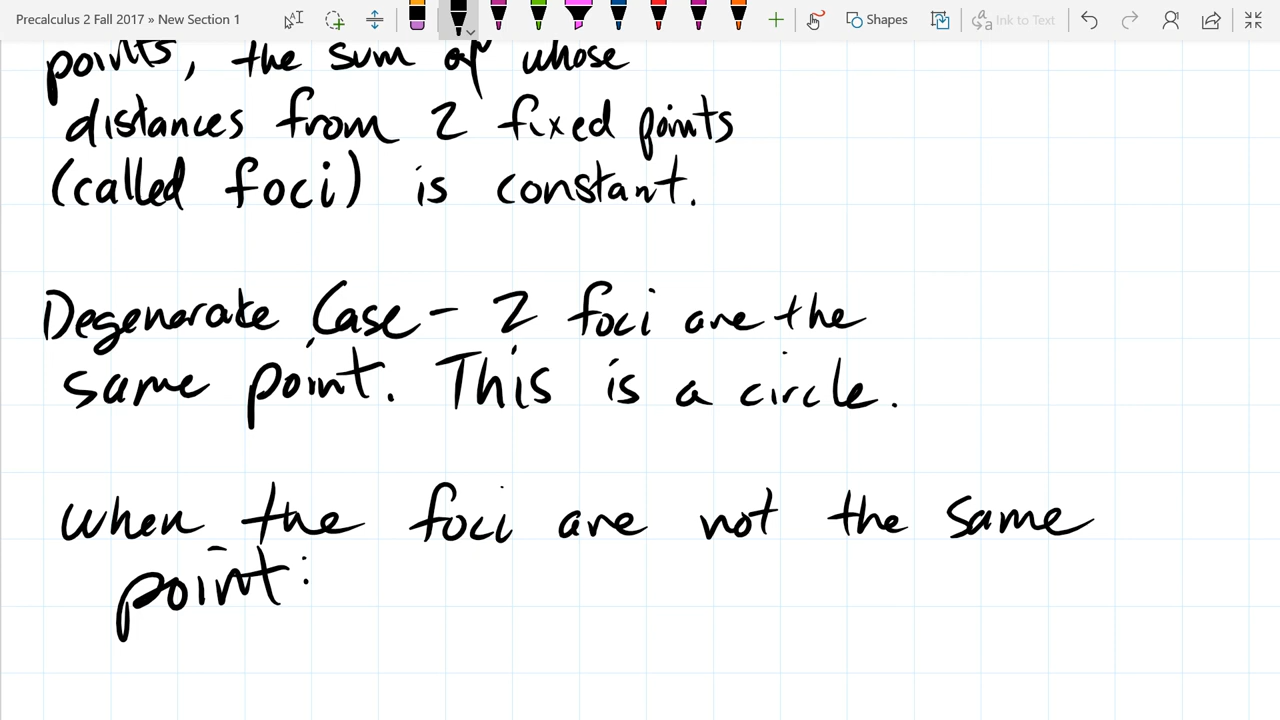 Precalculus 2 Fall 2017 » New Section 1
Shapes
Ink to Text
points, the sum of whose
distances from 2 fixed points
(called foci) is constant.
Degenerate Case - 2 foci are the
same point. This is a circle.
when the foci are not the same
point: